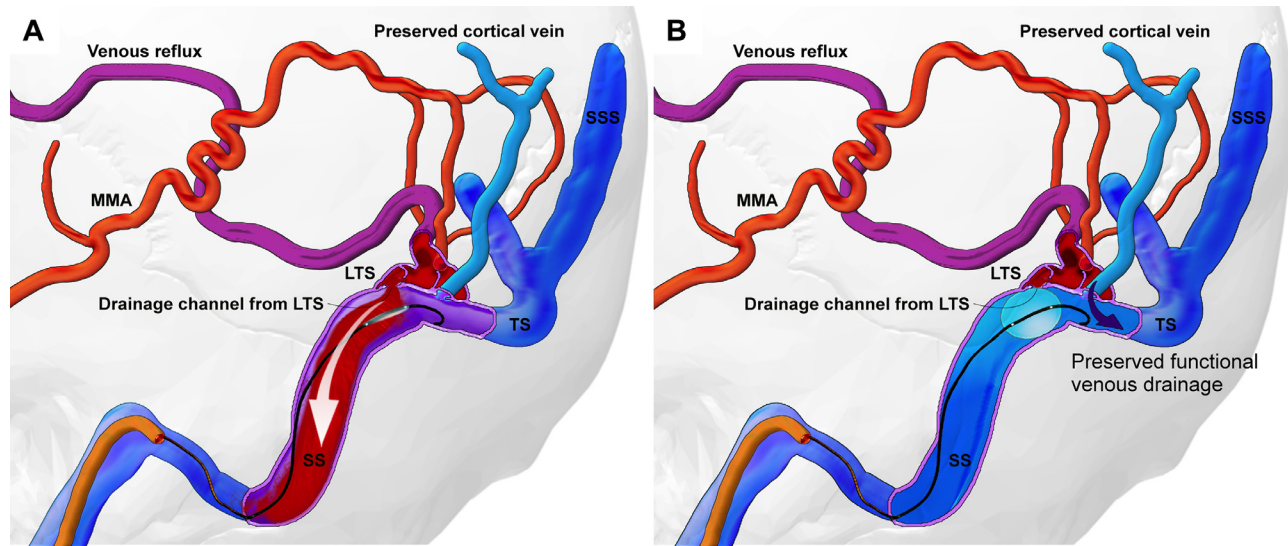 A
Venous reflux
Preserved cortical vein
SSS
MMA
LTS
Drainage channel from LTS
TS
SS
B
Venous reflux
Preserved cortical vein
SSS
MMA
LTS
Drainage channel from LTS
TS
Preserved functional
venous drainage
SS